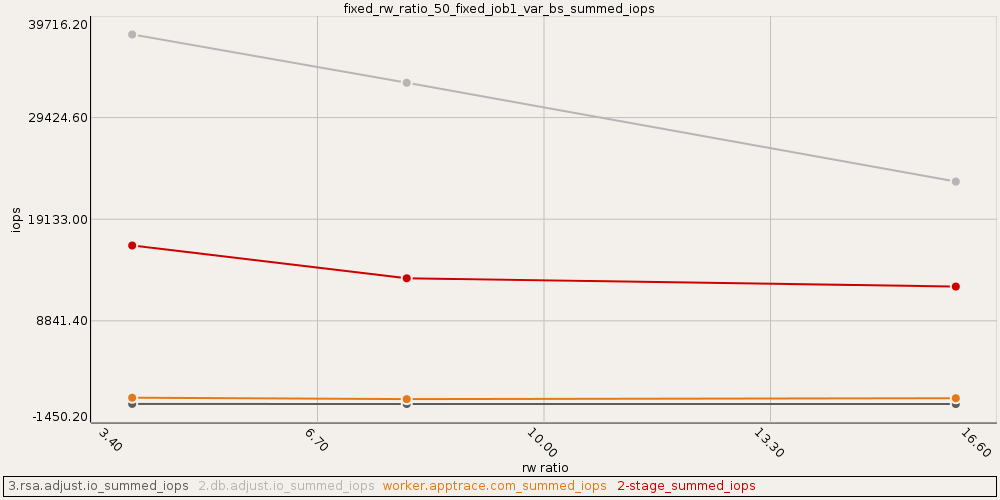 fixed_rw_ratio_50_fixed_job1_var_bs_summed_iops
39716.20
29424.60
19133.00
8841.40
-1450.20
iops
3.40 6.70 10.00 13.30 16.60
rw ratio
3.rsa.adjust.io_summed_iops 2.db.adjust.io_summed_iops worker.apptrace.com_summed_iops 2-stage_summed_iops